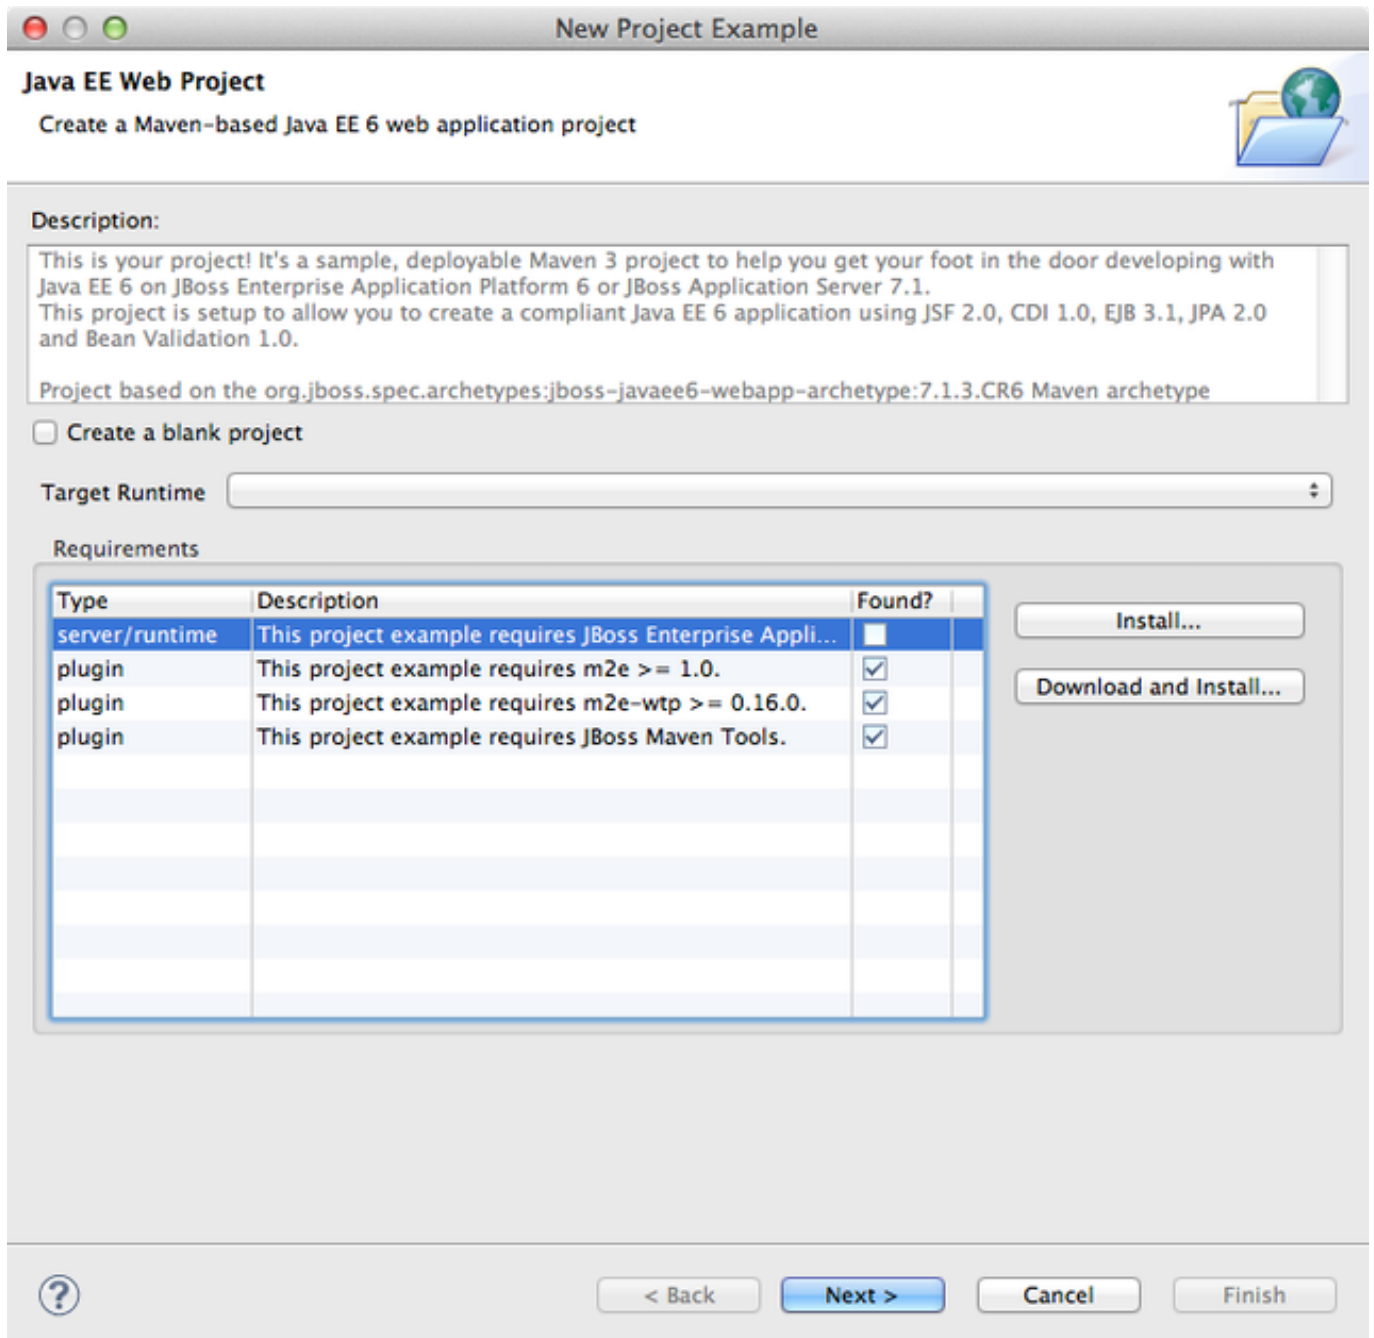 New Project Example
Java EE Web Project
Create a Maven-based Java EE 6 web application project
Description:
This is your project! It's a sample, deployable Maven 3 project to help you get your foot in the door developing with
Java EE 6 on JBoss Enterprise Application Platform 6 or JBoss Application Server 7.1.
This project is setup to allow you to create a compliant Java EE 6 application using JSF 2.0, CDI 1.0, EJB 3.1, JPA 2.0
and Bean Validation 1.0.
Project based on the org.jboss.spec.archetypes:jboss-javaee6-webapp-archetype:7.1.3.CR6 Maven archetype
Create a blank project
Target Runtime
Requirements
Type Description Found?
server/runtime This project example requires JBoss Enterprise Appli...
plugin This project example requires m2e >= 1.0.
plugin This project example requires m2e-wtp >= 0.16.0.
plugin This project example requires JBoss Maven Tools.
Install...
Download and Install...
? < Back Next > Cancel Finish